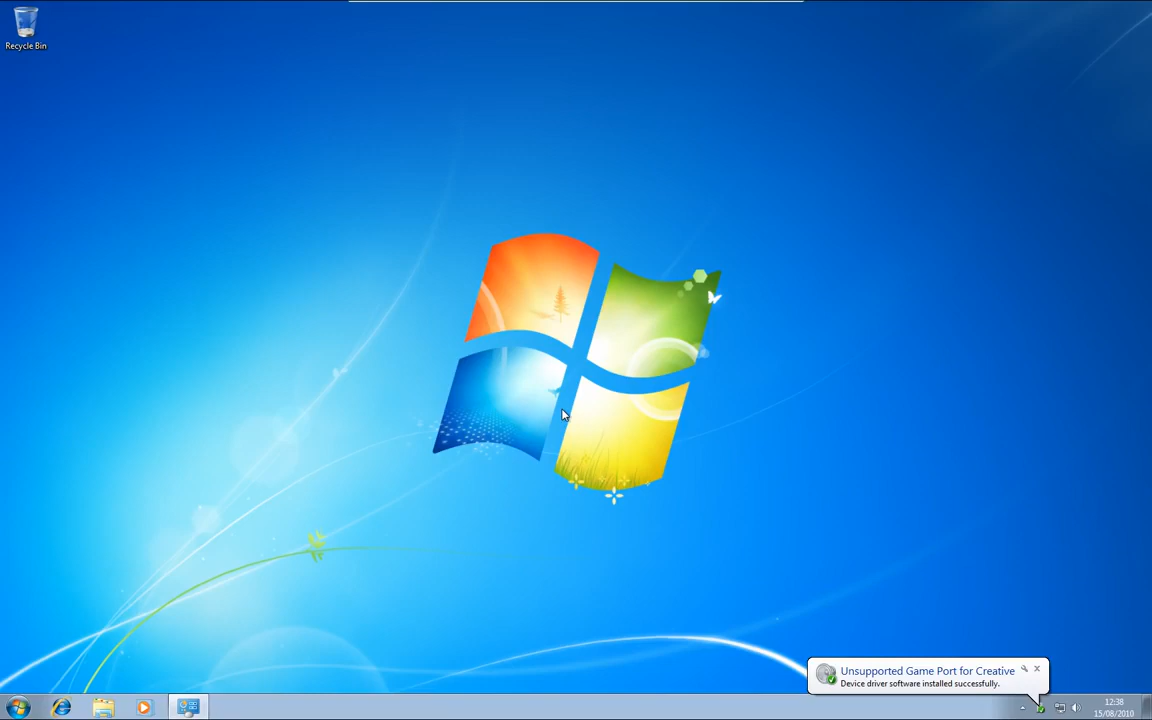 Recycle Bin
Unsupported Game Port for Creative
Device driver software installed successfully.
12:38
15/08/2010